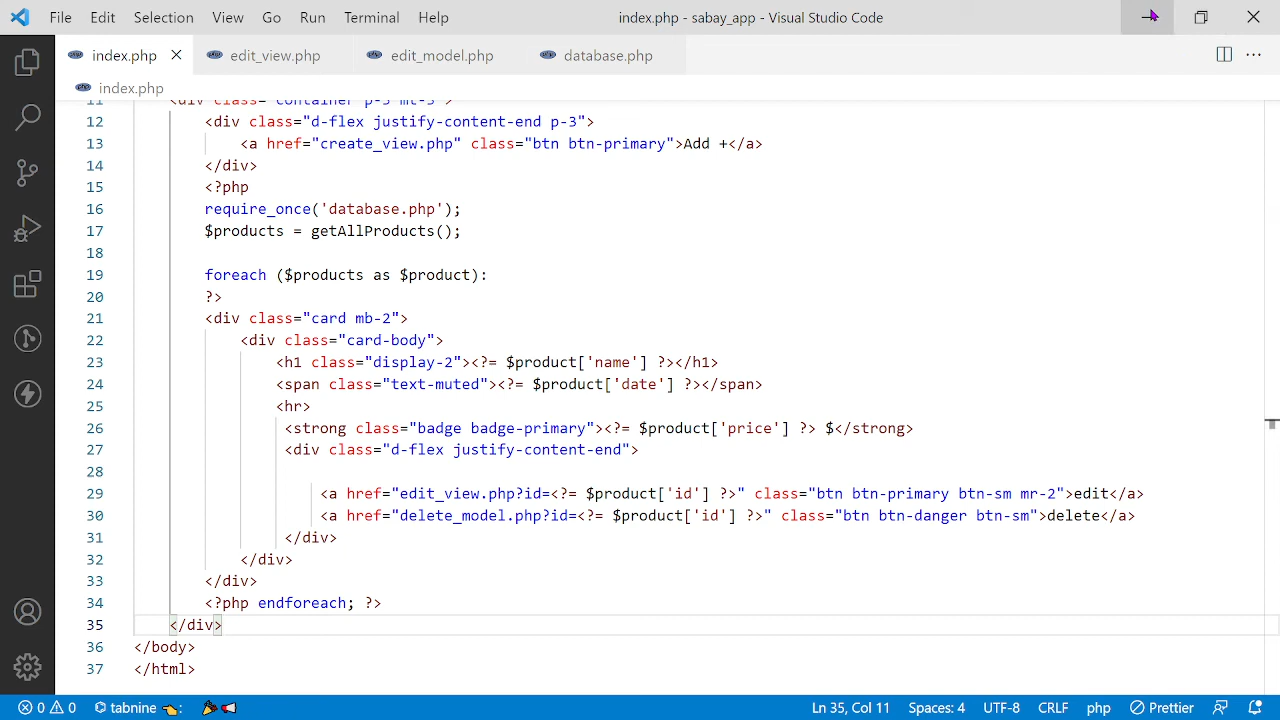 File Edit Selection View Go Run Terminal Help index.php - sabay_app - Visual Studio Code
index.php edit_view.php edit_model.php database.php
index.php
11 <div class="container p-3 mt-5">
12 <div class="d-flex justify-content-end p-3">
13 <a href="create_view.php" class="btn btn-primary">Add +</a>
14 </div>
15 <?php
16 require_once('database.php');
17 $products = getAllProducts();
18
19 foreach ($products as $product):
20 ?>
21 <div class="card mb-2">
22 <div class="card-body">
23 <h1 class="display-2"><?= $product['name'] ?></h1>
24 <span class="text-muted"><?= $product['date'] ?></span>
25 <hr>
26 <strong class="badge badge-primary"><?= $product['price'] ?> $</strong>
27 <div class="d-flex justify-content-end">
28
29 <a href="edit_view.php?id=<?= $product['id'] ?>" class="btn btn-primary btn-sm mr-2">edit</a>
30 <a href="delete_model.php?id=<?= $product['id'] ?>" class="btn btn-danger btn-sm">delete</a>
31 </div>
32 </div>
33 </div>
34 <?php endforeach; ?>
35 </div>
36 </body>
37 </html>
0 0 tabnine : Ln 35, Col 11 Spaces: 4 UTF-8 CRLF php Prettier